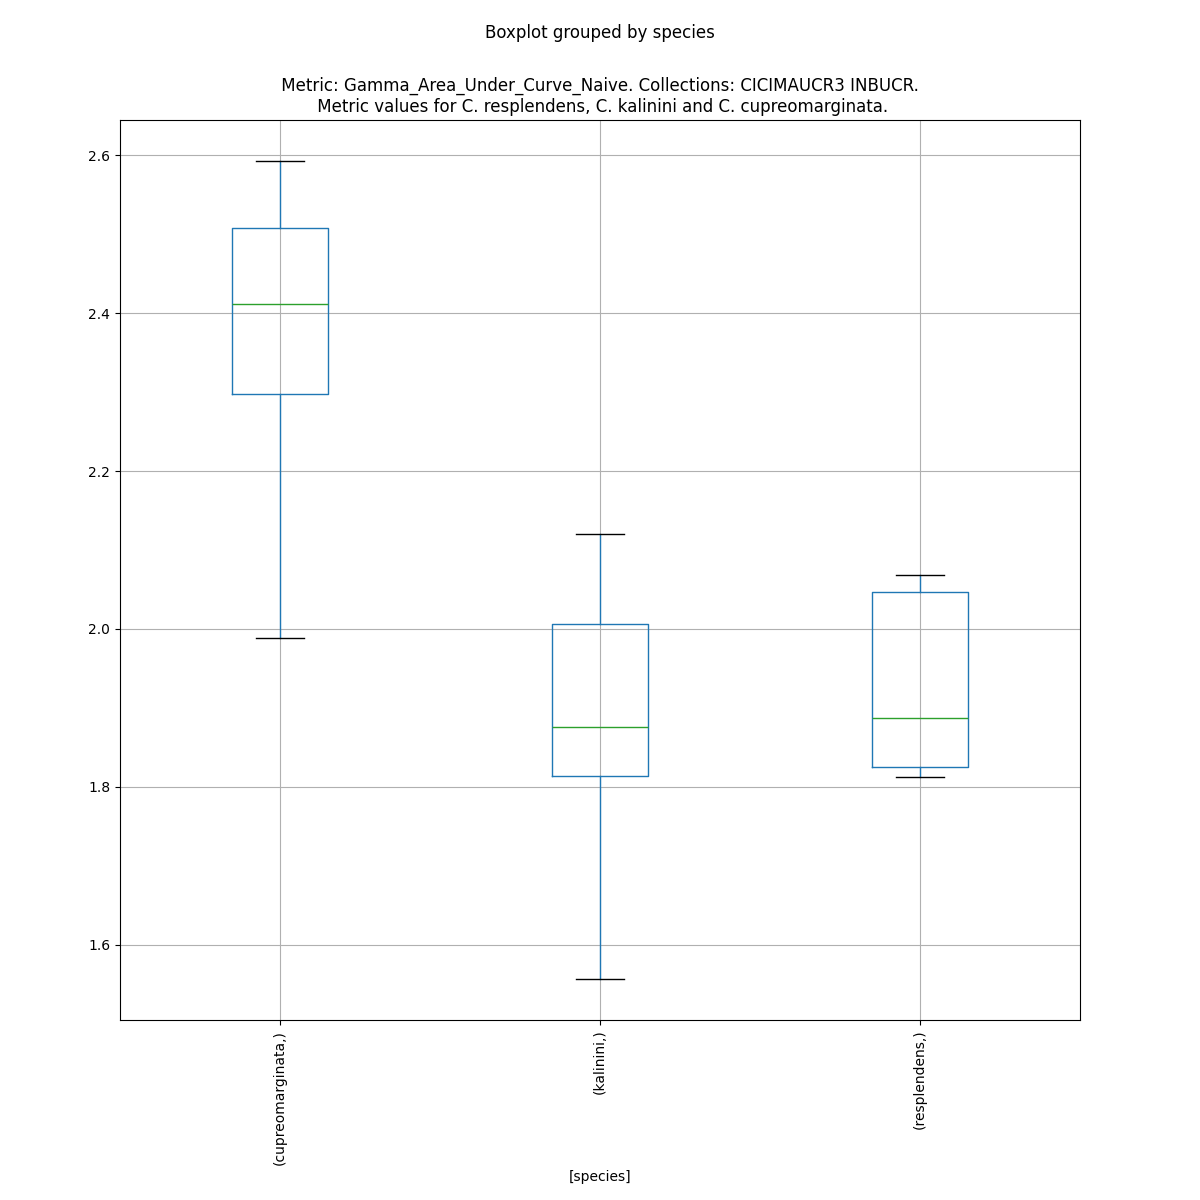 Boxplot grouped by species
Metric: Gamma_Area_Under_Curve_Naive. Collections: CICIMAUCR3 INBUCR.
Metric values for C. resplendens, C. kalinini and C. cupreomarginata.
2.6
2.4
2.2
2.0
1.8
1.6
(cupreomarginata,)
(kalinini,)
(resplendens,)
[species]